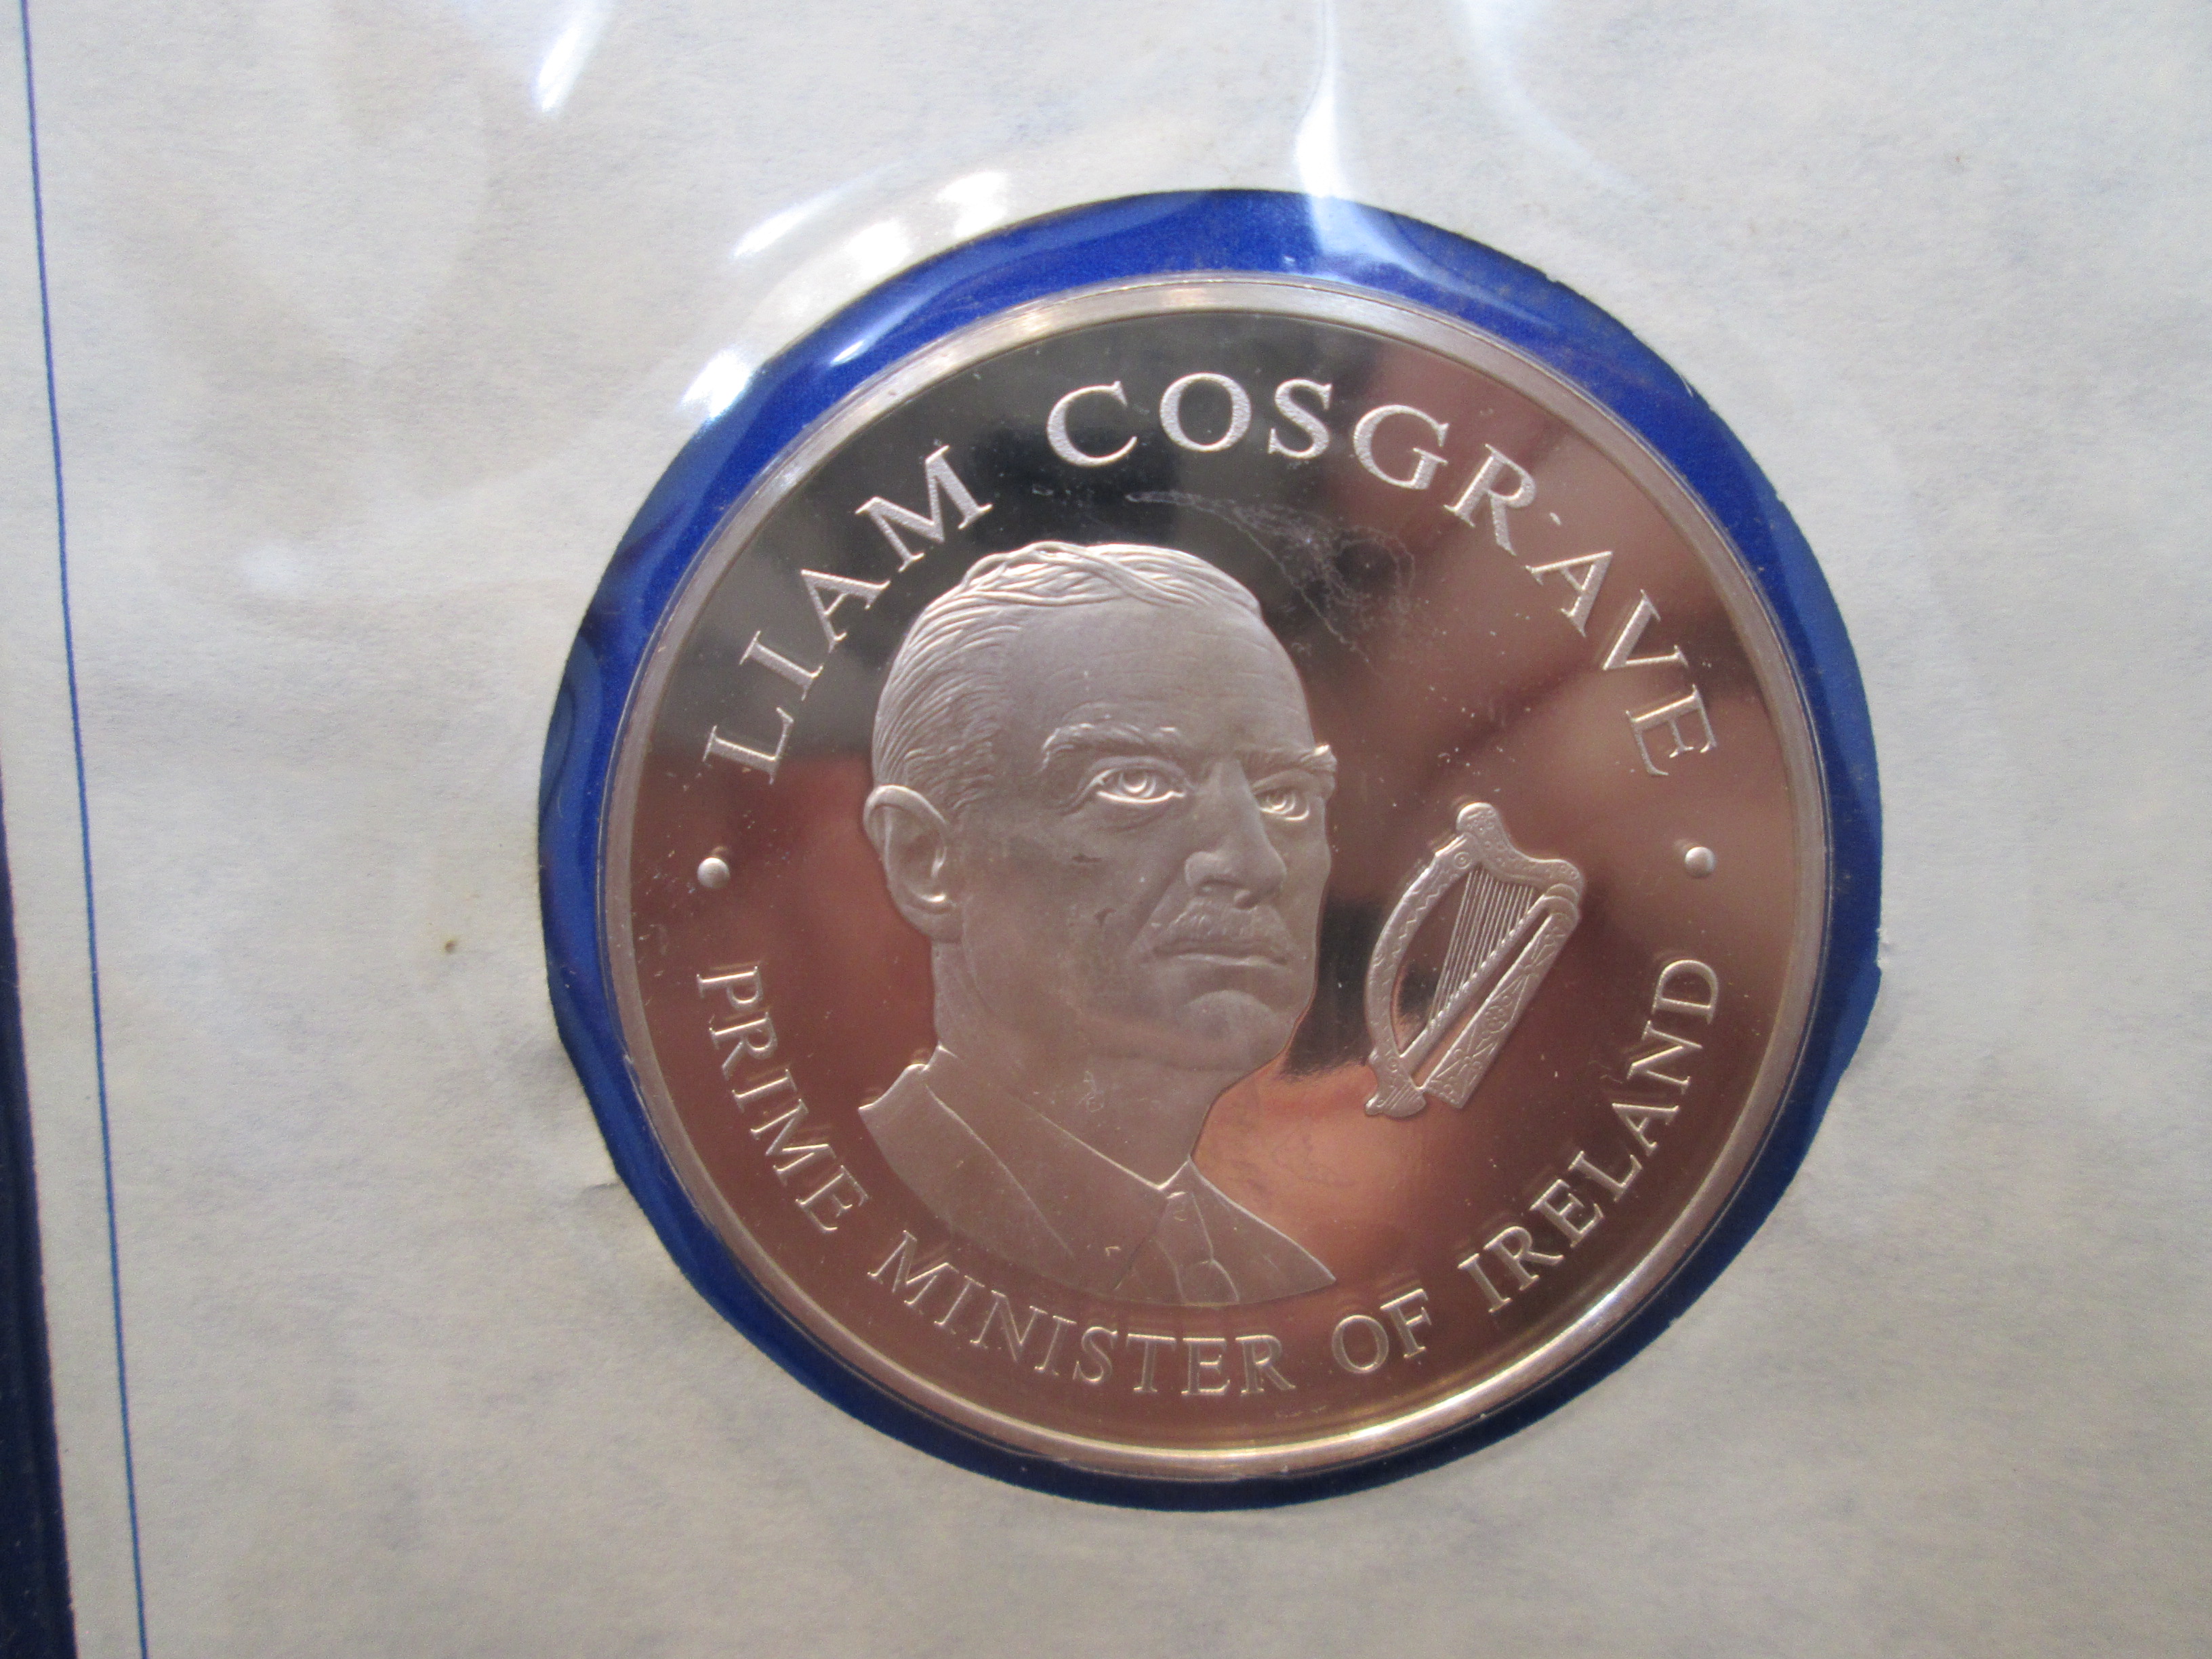 LIAM COSGRAVE
PRIME MINISTER OF IRELAND